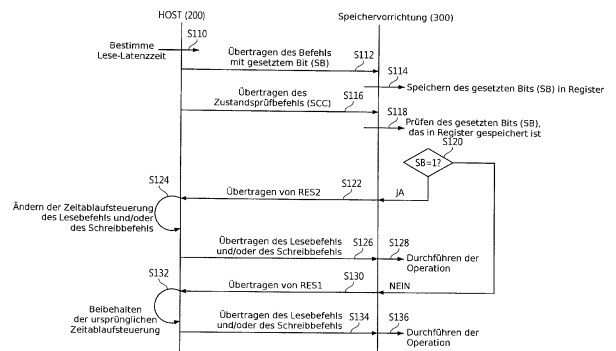 HOST (200)
Speichervorrichtung (300)
S110
Bestimme
Lese-Latenzzeit
Übertragen des Befehls
mit gesetztem Bit (SB)
S112
S114
Speichern des gesetzten Bits (SB) in Register
Übertragen des
Zustandsprüfbefehls (SCC)
S116
S118
Prüfen des gesetzten Bits (SB),
das in Register gespeichert ist
S120
SB=1?
S124
Übertragen von RES2
S122
JA
Ändern der Zeitablaufsteuerung
des Lesebefehls und/oder
des Schreibbefehls
Übertragen des Lesebefehls
und/oder des Schreibbefehls
S126
S128
Durchführen der
Operation
S132
Übertragen von RES1
S130
NEIN
Beibehalten
der ursprünglichen
Zeitablaufsteuerung
Übertragen des Lesebefehls
und/oder des Schreibbefehls
S134
S136
Durchführen der
Operation